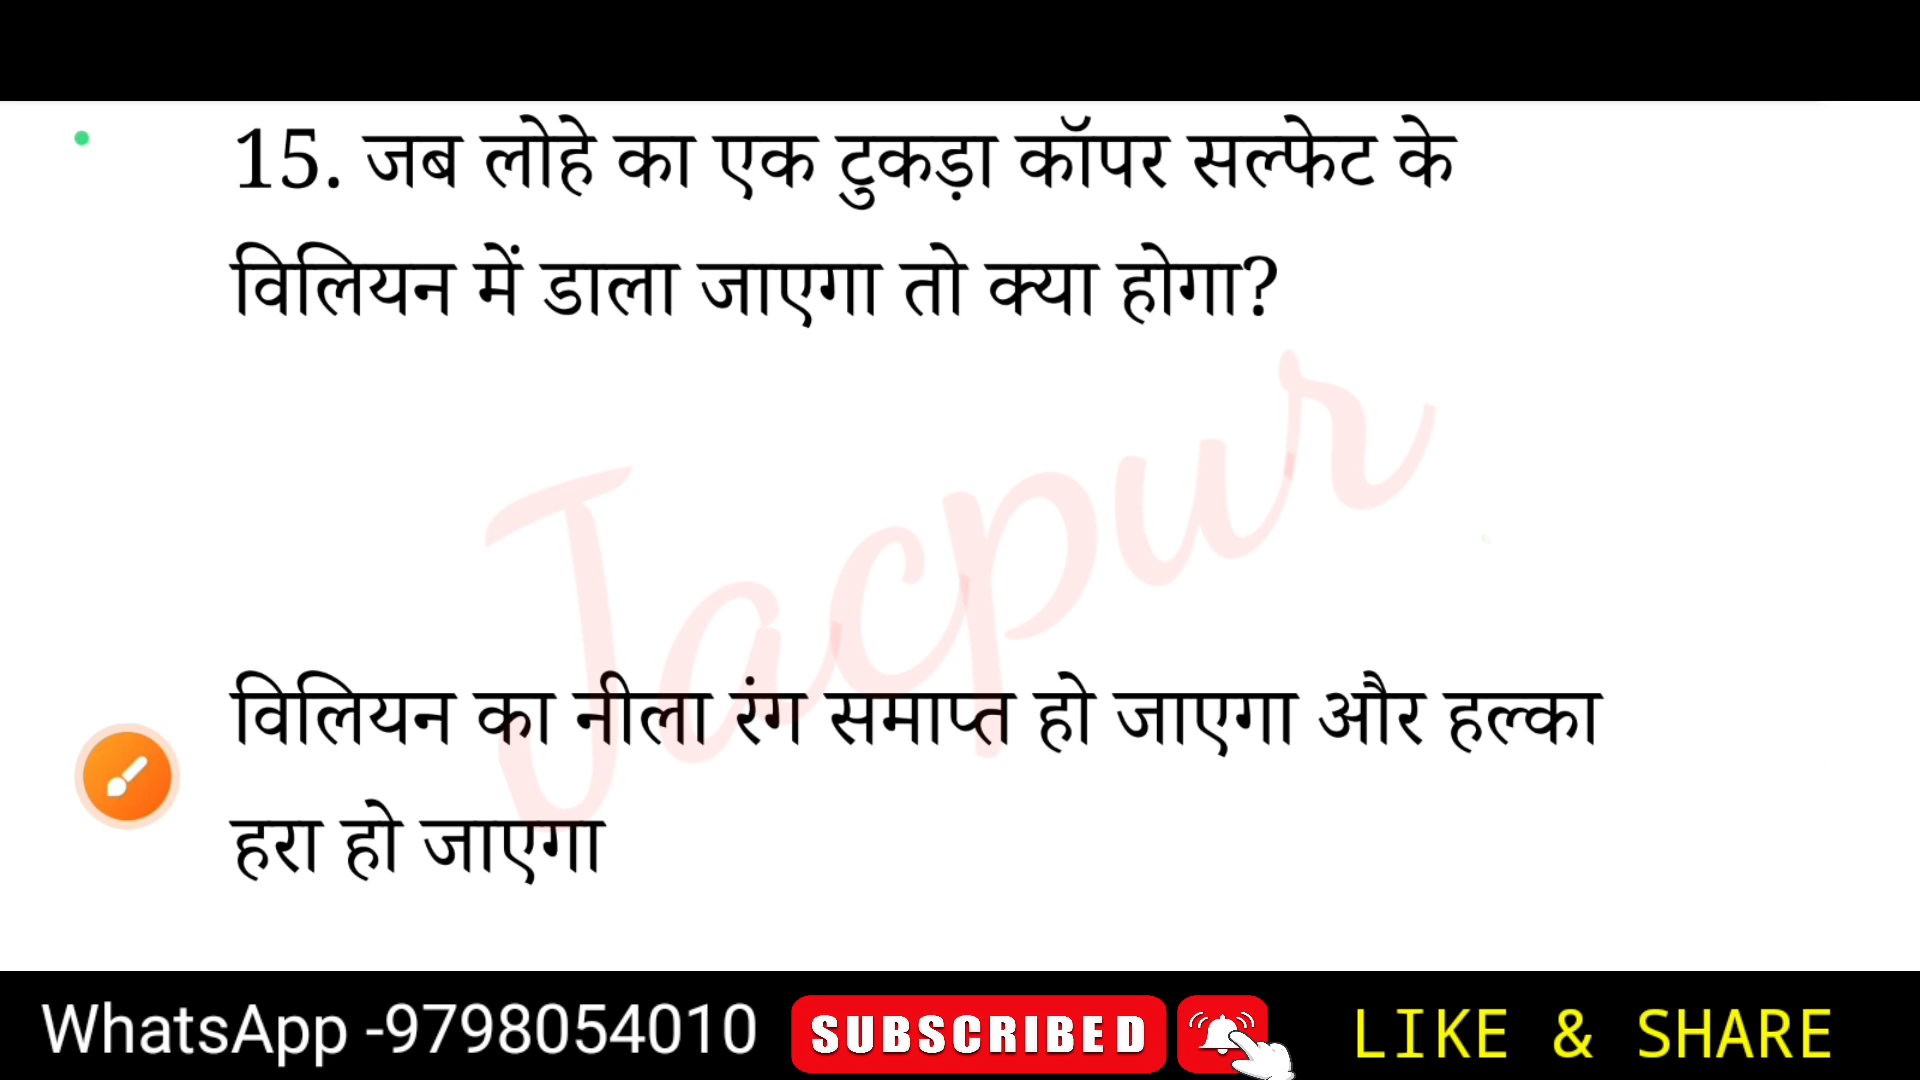 15. जब लोहे का एक टुकड़ा कॉपर सल्फेट के
विलियन में डाला जाएगा तो क्या होगा?
Jacpur
विलियन का नीला रंग समाप्त हो जाएगा और हल्का
हरा हो जाएगा
WhatsApp -9798054010 SUBSCRIBED LIKE & SHARE